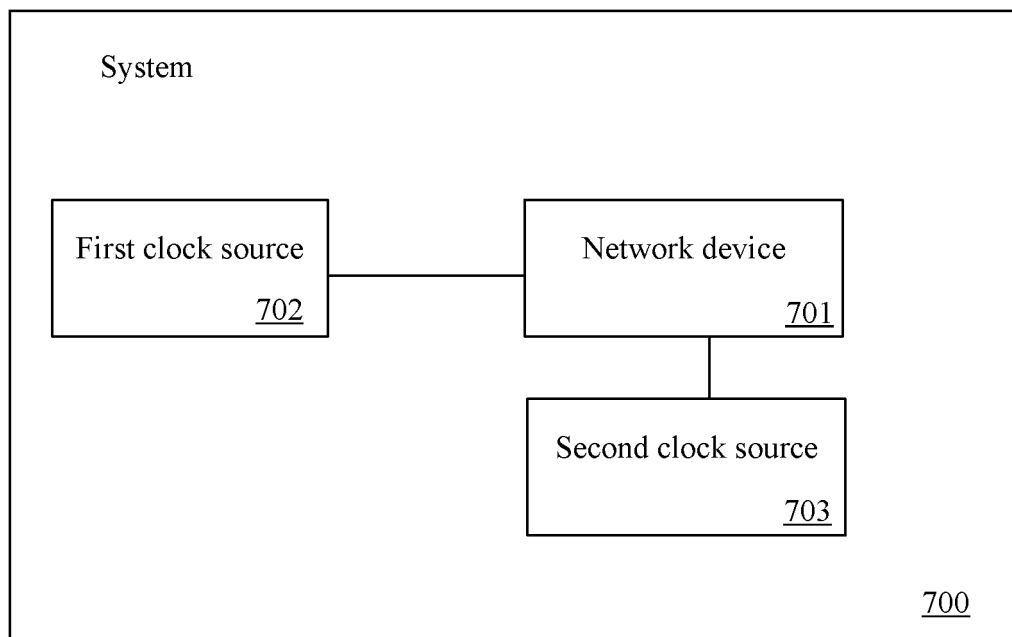 System
First clock source
702
Network device
701
Second clock source
703
700